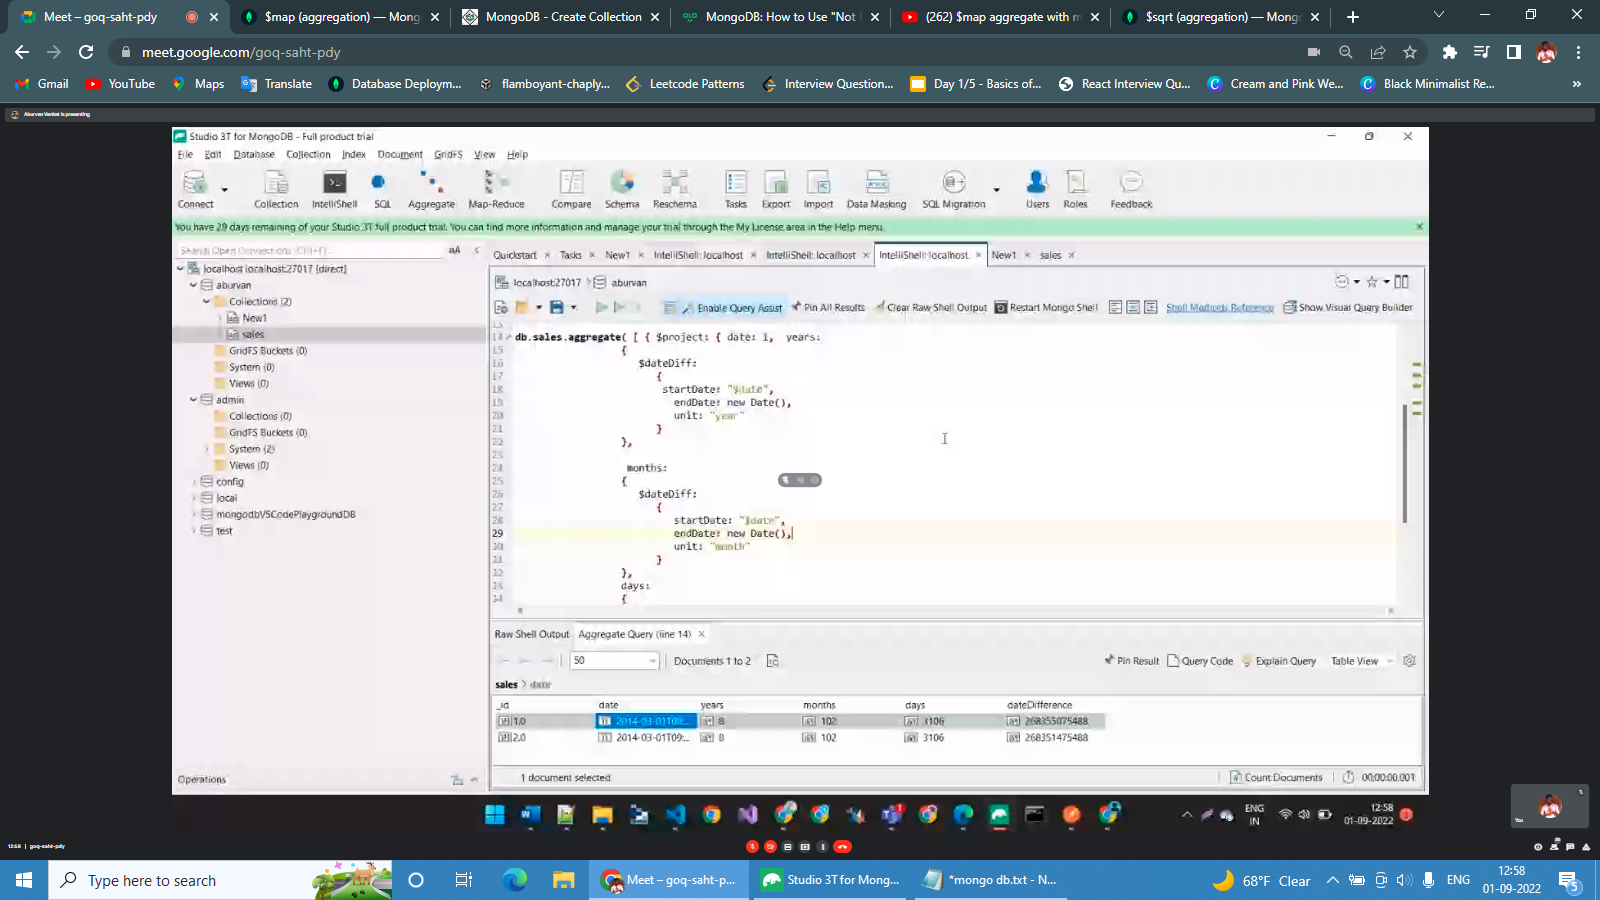 Meet – goq-saht-pdy
$map (aggregation) — Mong
MongoDB - Create Collection
MongoDB: How to Use "Not
(262) $map aggregate with m
$sqrt (aggregation) — Mong
meet.google.com/goq-saht-pdy
Gmail
YouTube
Maps
Translate
Database Deploym...
flamboyant-chaply...
Leetcode Patterns
Interview Question...
Day 1/5 - Basics of...
React Interview Qu...
Cream and Pink We...
Black Minimalist Re...
Aburvan Venkat is presenting
Studio 3T for MongoDB - Full product trial
File Edit Database Collection Index Document GridFS View Help
Connect Collection IntelliShell SQL Aggregate Map-Reduce Compare Schema Reschema Tasks Export Import Data Masking SQL Migration Users Roles Feedback
You have 29 days remaining of your Studio 3T full product trial. You can find more information and manage your trial through the My License area in the Help menu.
Search Open Connections (Ctrl+F)... aA
Quickstart Tasks New1 IntelliShell: localhost IntelliShell: localhost IntelliShell: localhost New1 sales
localhost localhost:27017 [direct]
aburvan
Collections (2)
New1
sales
GridFS Buckets (0)
System (0)
Views (0)
admin
Collections (0)
GridFS Buckets (0)
System (2)
Views (0)
config
local
mongodbVSCodePlaygroundDB
test
Operations
localhost:27017 aburvan
Enable Query Assist Pin All Results Clear Raw Shell Output Restart Mongo Shell Shell Methods Reference Show Visual Query Builder
13
14 db.sales.aggregate( [ { $project: { date: 1, years:
15 {
16 $dateDiff:
17 {
18 startDate: "$date",
19 endDate: new Date(),
20 unit: "year"
21 }
22 },
23
24 months:
25 {
26 $dateDiff:
27 {
28 startDate: "$date",
29 endDate: new Date(),
30 unit: "month"
31 }
32 },
33 days:
34 {
Raw Shell Output Aggregate Query (line 14)
50 Documents 1 to 2
Pin Result Query Code Explain Query Table View
sales date
_id date years months days dateDifference
1.0 2014-03-01T08:... 8 102 3106 268355075488
2.0 2014-03-01T09:... 8 102 3106 268351475488
1 document selected
Count Documents 00:00:00.001
ENG
IN
12:58
01-09-2022
You
12:58 | goq-saht-pdy
Type here to search
Meet – goq-saht-p...
Studio 3T for Mong...
*mongo db.txt - N...
68°F Clear
ENG
12:58
01-09-2022
5